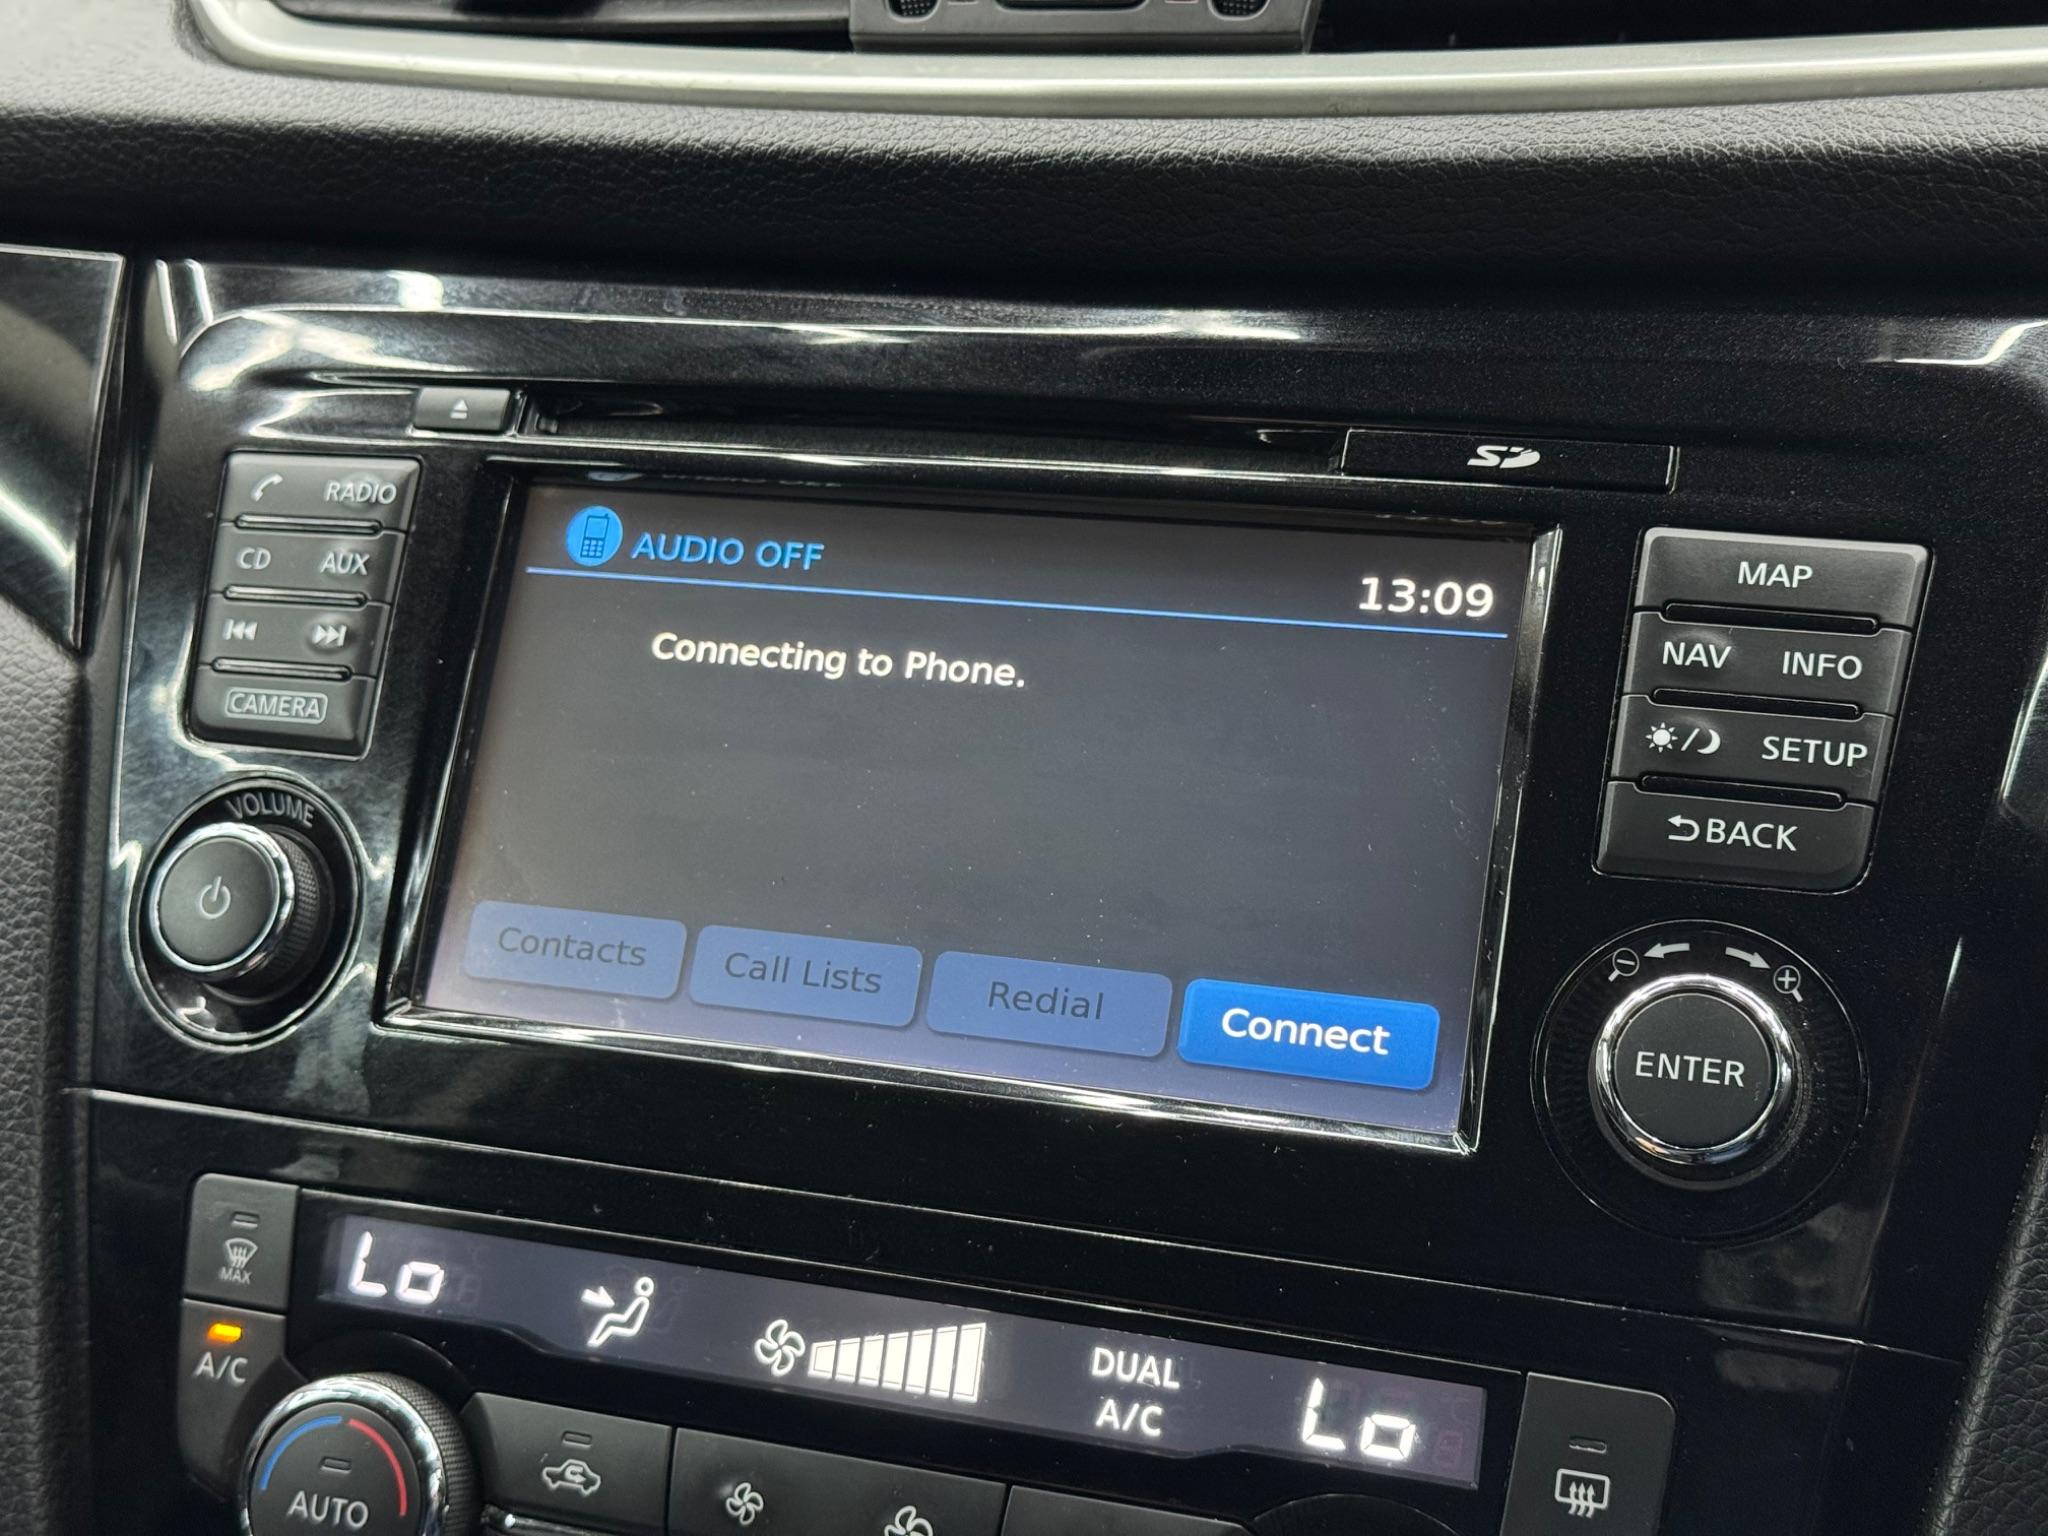 SD
RADIO
CD AUX
CAMERA
VOLUME
AUDIO OFF
13:09
Connecting to Phone.
Contacts
Call Lists
Redial
Connect
MAP
NAV INFO
SETUP
BACK
ENTER
MAX
A/C
Lo
DUAL
A/C
Lo
AUTO